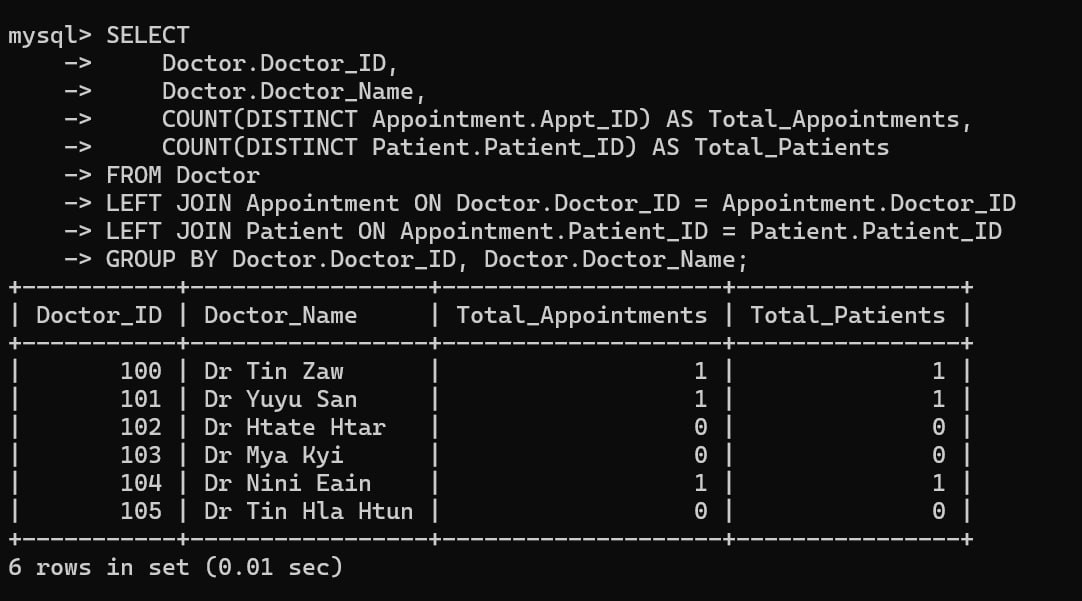 mysql> SELECT
    ->     Doctor.Doctor_ID,
    ->     Doctor.Doctor_Name,
    ->     COUNT(DISTINCT Appointment.Appt_ID) AS Total_Appointments,
    ->     COUNT(DISTINCT Patient.Patient_ID) AS Total_Patients
    -> FROM Doctor
    -> LEFT JOIN Appointment ON Doctor.Doctor_ID = Appointment.Doctor_ID
    -> LEFT JOIN Patient ON Appointment.Patient_ID = Patient.Patient_ID
    -> GROUP BY Doctor.Doctor_ID, Doctor.Doctor_Name;
+-----------+-----------------+--------------------+----------------+
| Doctor_ID | Doctor_Name     | Total_Appointments | Total_Patients |
+-----------+-----------------+--------------------+----------------+
|       100 | Dr Tin Zaw      |                  1 |              1 |
|       101 | Dr Yuyu San     |                  1 |              1 |
|       102 | Dr Htate Htar   |                  0 |              0 |
|       103 | Dr Mya Kyi      |                  0 |              0 |
|       104 | Dr Nini Eain    |                  1 |              1 |
|       105 | Dr Tin Hla Htun |                  0 |              0 |
+-----------+-----------------+--------------------+----------------+
6 rows in set (0.01 sec)